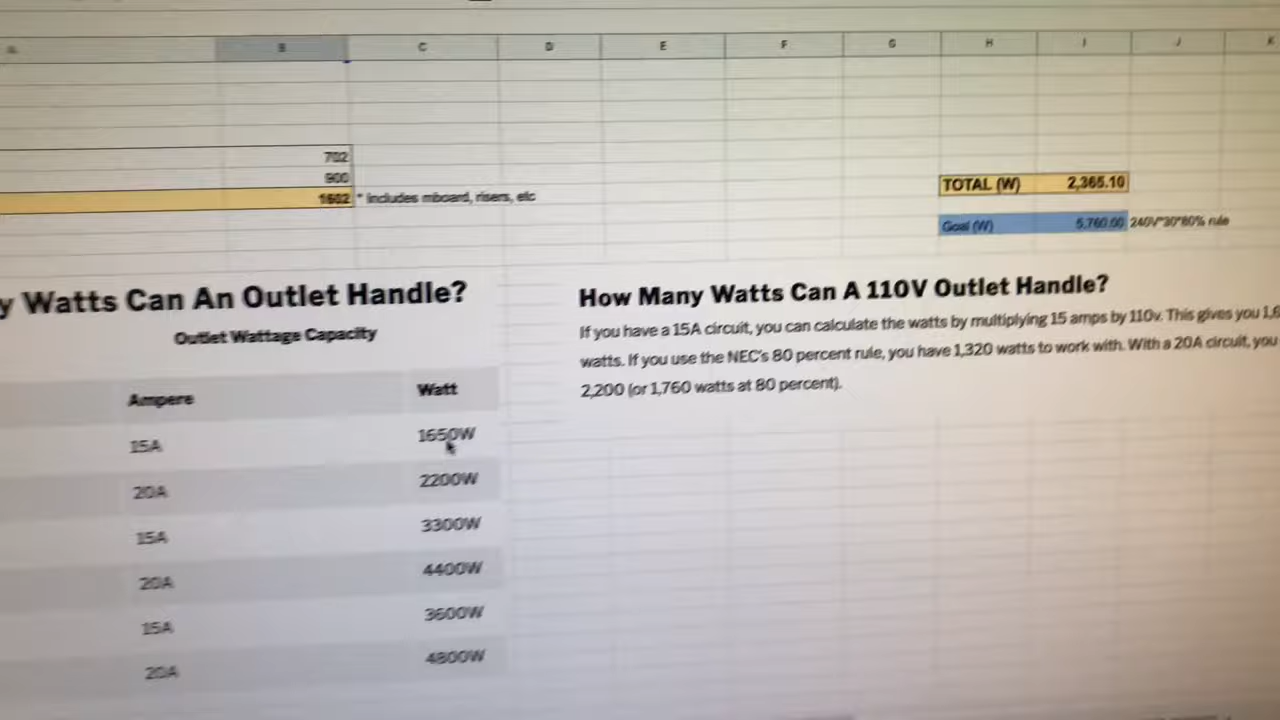 B C D E F G H I J K
702
900
1602 * Includes mboard, risers, etc
TOTAL (W) 2,365.10
Goal (W) 5,760.00 240V*30*80% rule
y Watts Can An Outlet Handle?
Outlet Wattage Capacity
Ampere Watt
15A 1650W
20A 2200W
15A 3300W
20A 4400W
15A 3600W
20A 4800W
How Many Watts Can A 110V Outlet Handle?
If you have a 15A circuit, you can calculate the watts by multiplying 15 amps by 110v. This gives you 1,6
watts. If you use the NEC's 80 percent rule, you have 1,320 watts to work with. With a 20A circuit, you
2,200 (or 1,760 watts at 80 percent).